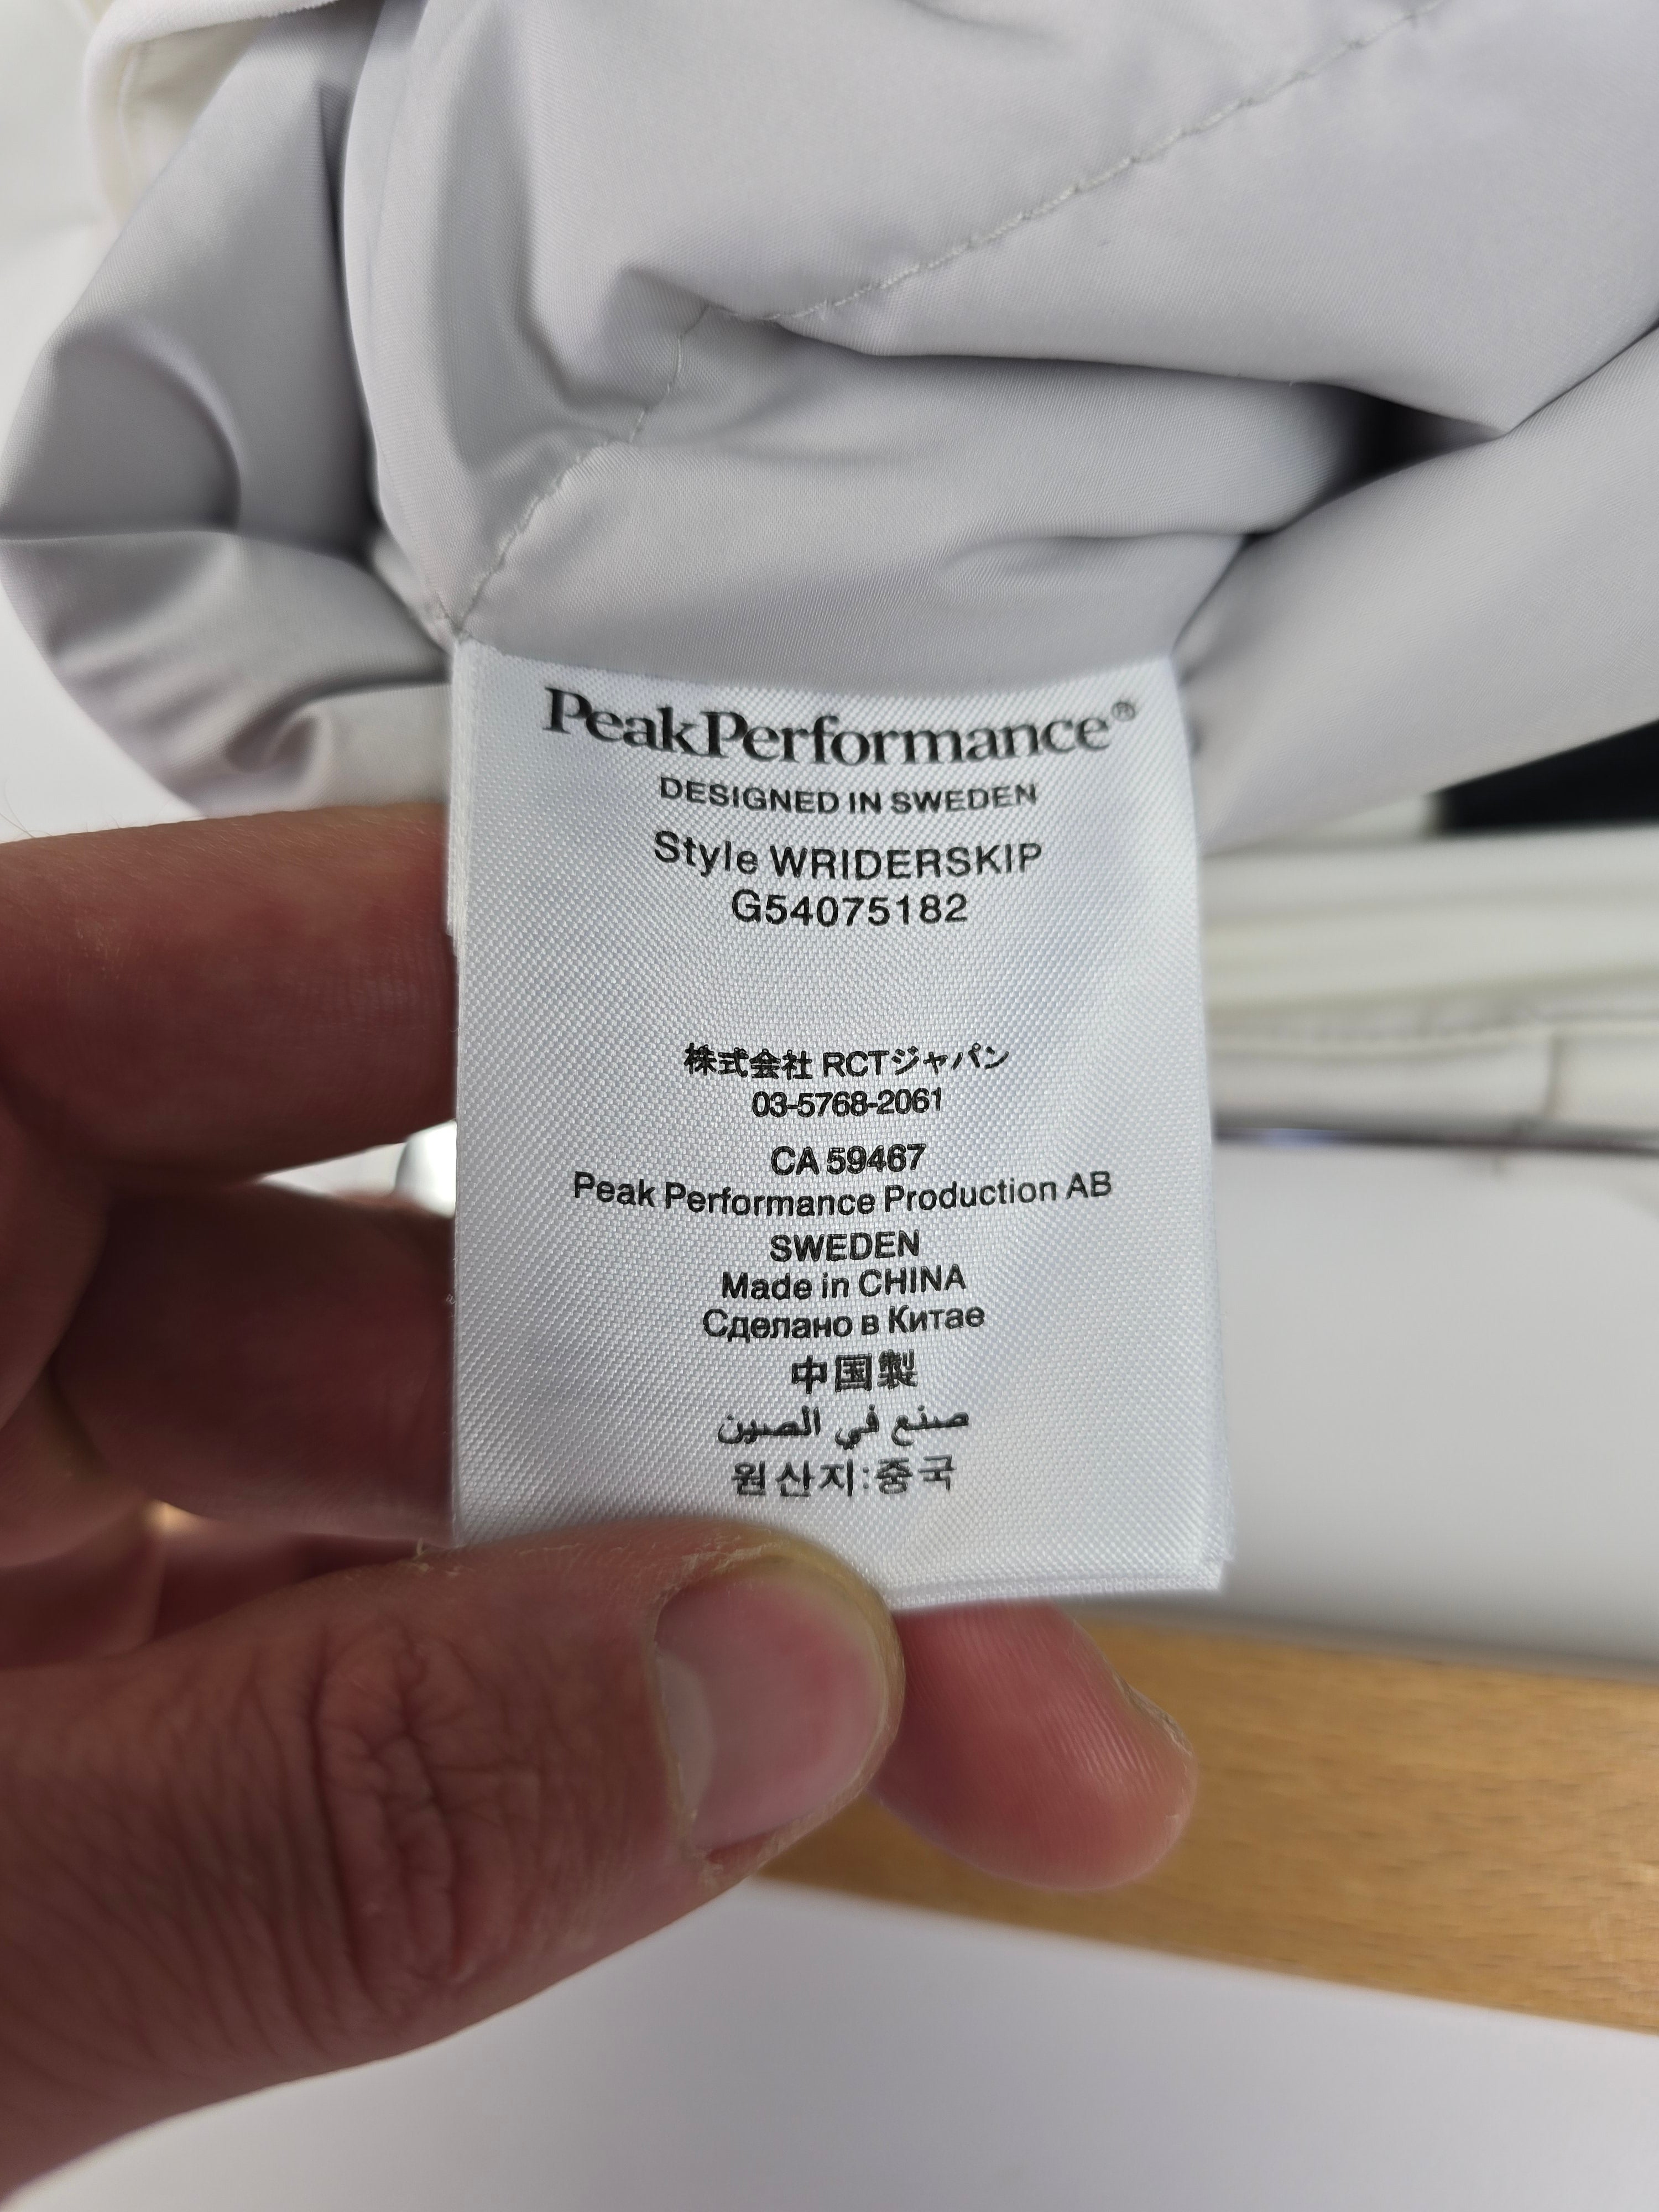 PeakPerformance®
DESIGNED IN SWEDEN
Style WRIDERSKIP
G54075182
株式会社 RCTジャパン
03-5768-2061
CA 59467
Peak Performance Production AB
SWEDEN
Made in CHINA
Сделано в Китае
中国製
صنع في الصين
원산지:중국